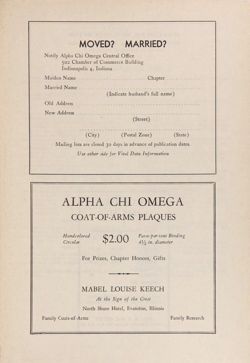 MOVED? MARRIED?
Notify Alpha Chi Omega Central Office
502 Chamber of Commerce Building
Indianapolis 4, Indiana
Maiden Name Chapter
Married Name
(Indicate husband's full name)
Old Address
New Address
(Street)
(City) (Postal Zone) (State)
Mailing lists are closed 30 days in advance of publication dates
Use other side for Vital Data Information
ALPHA CHI OMEGA
COAT-OF-ARMS PLAQUES
Handcolored $2.00 Passe-partout Binding
Circular 4½ in. diameter
For Prizes, Chapter Honors, Gifts
MABEL LOUISE KEECH
At the Sign of the Crest
North Shore Hotel, Evanston, Illinois
Family Coats-of-Arms Family Research